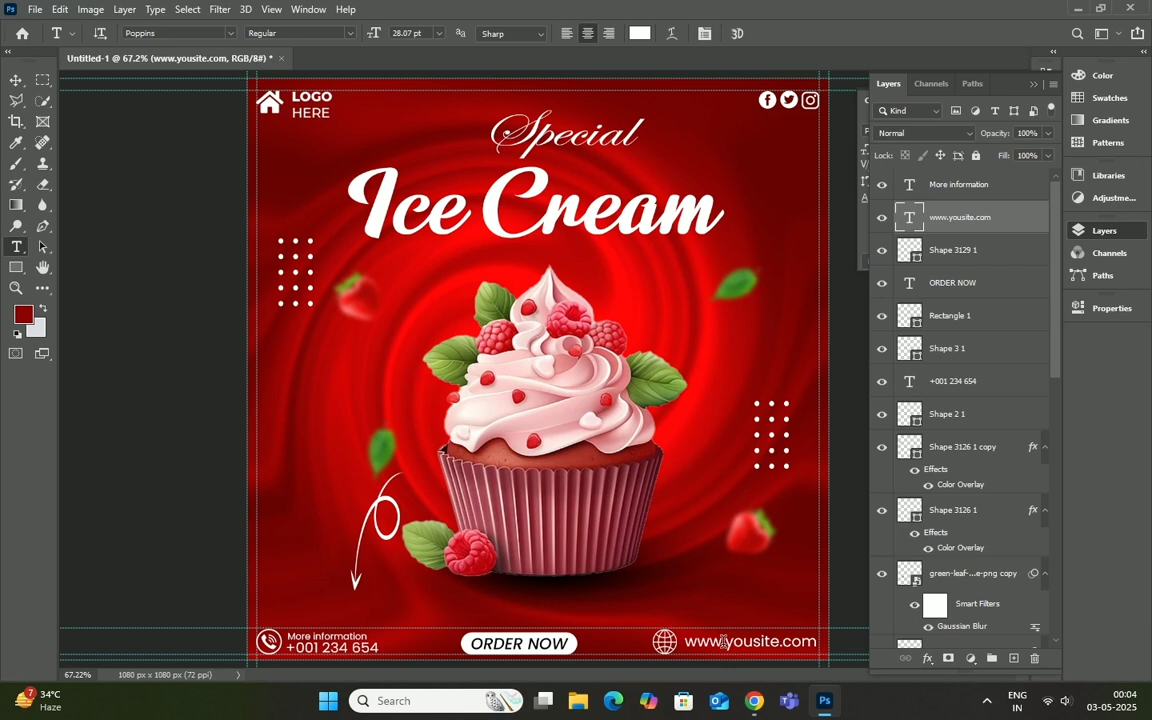 Ps File Edit Image Layer Type Select Filter 3D View Window Help
T Poppins Regular 28.07 pt Sharp 3D
Untitled-1 @ 67.2% (www.yousite.com, RGB/8#) *
LOGO
HERE
Special
Ice Cream
More information
+001 234 654
ORDER NOW
www.yousite.com
Layers Channels Paths
Kind
Normal Opacity: 100%
Lock: Fill: 100%
More information
www.yousite.com
Shape 3129 1
ORDER NOW
Rectangle 1
Shape 3 1
+001 234 654
Shape 2 1
Shape 3126 1 copy fx
Effects
Color Overlay
Shape 3126 1 fx
Effects
Color Overlay
green-leaf-...e-png copy
Smart Filters
Gaussian Blur
Color
Swatches
Gradients
Patterns
Libraries
Adjustme...
Layers
Channels
Paths
Properties
67.22% 1080 px x 1080 px (72 ppi)
7
34°C
Haze
Search
Ps
ENG
IN
00:04
03-05-2025